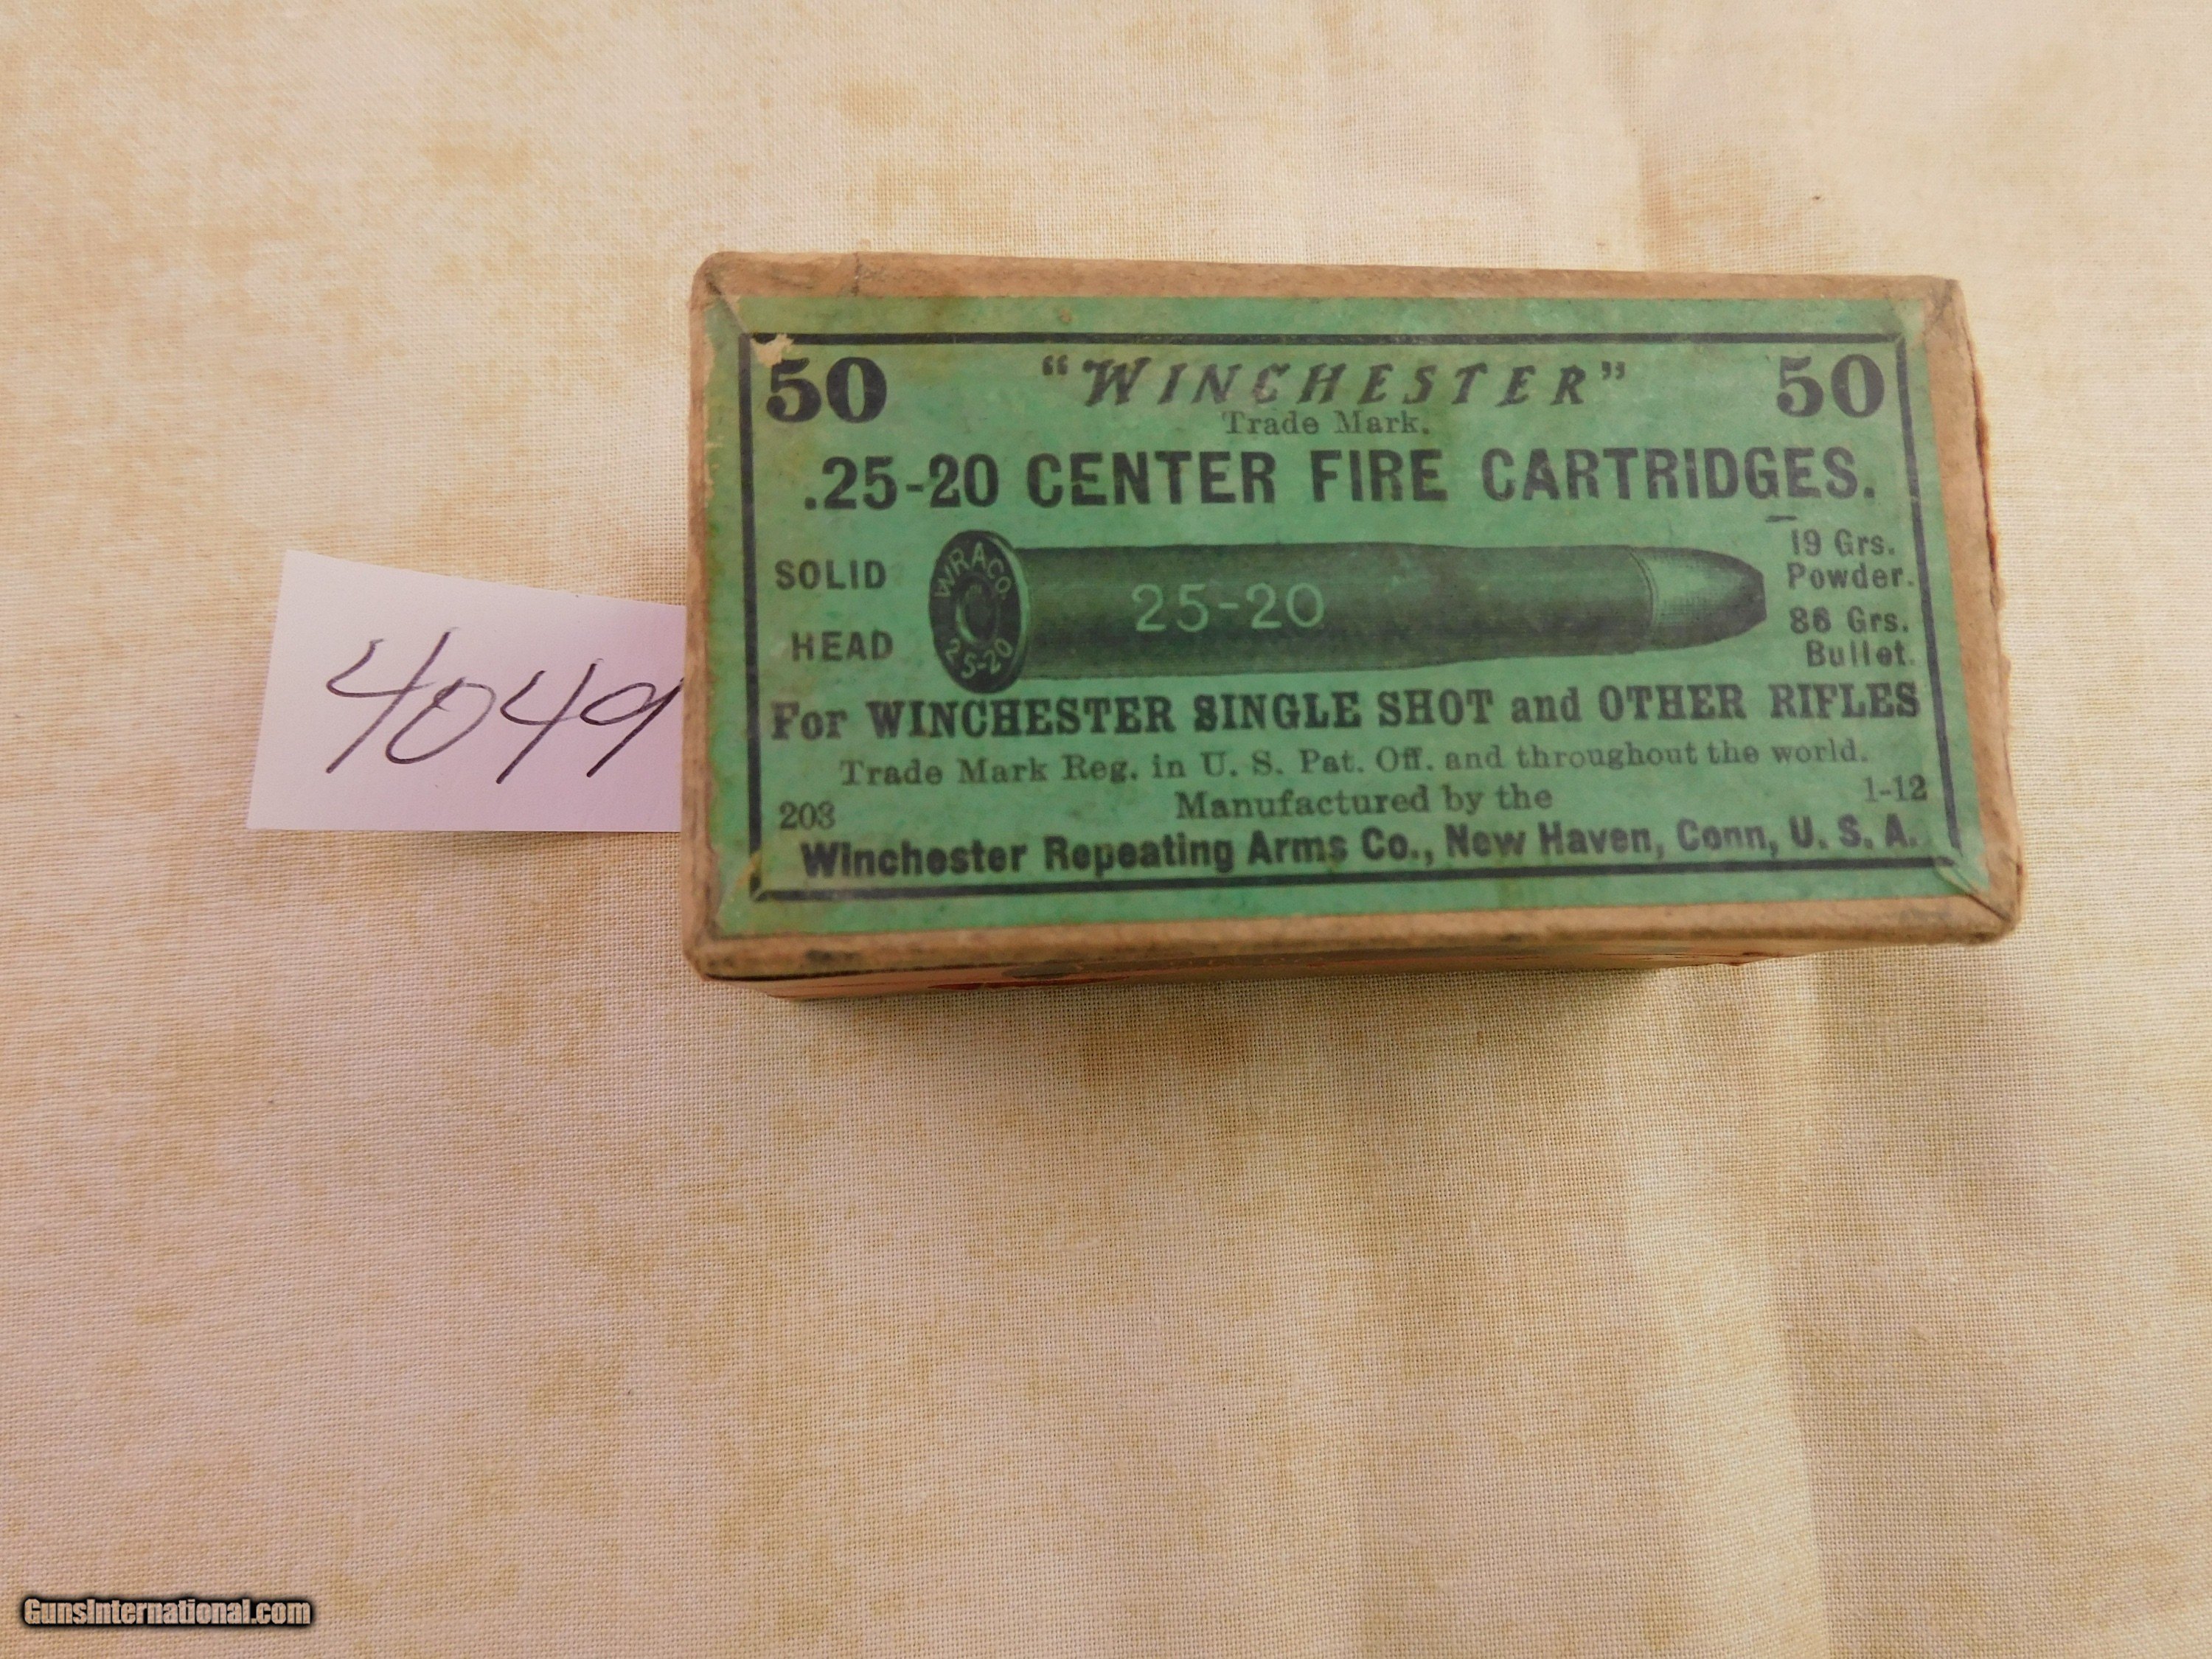 50 "WINCHESTER" 50
Trade Mark.
.25-20 CENTER FIRE CARTRIDGES.
SOLID
HEAD
W.R.A.CO.
25-20
25-20
19 Grs.
Powder.
86 Grs.
Bullet.
For WINCHESTER SINGLE SHOT and OTHER RIFLES
Trade Mark Reg. in U. S. Pat. Off. and throughout the world.
203 Manufactured by the 1-12
Winchester Repeating Arms Co., New Haven, Conn, U. S. A.
4049
GunsInternational.com